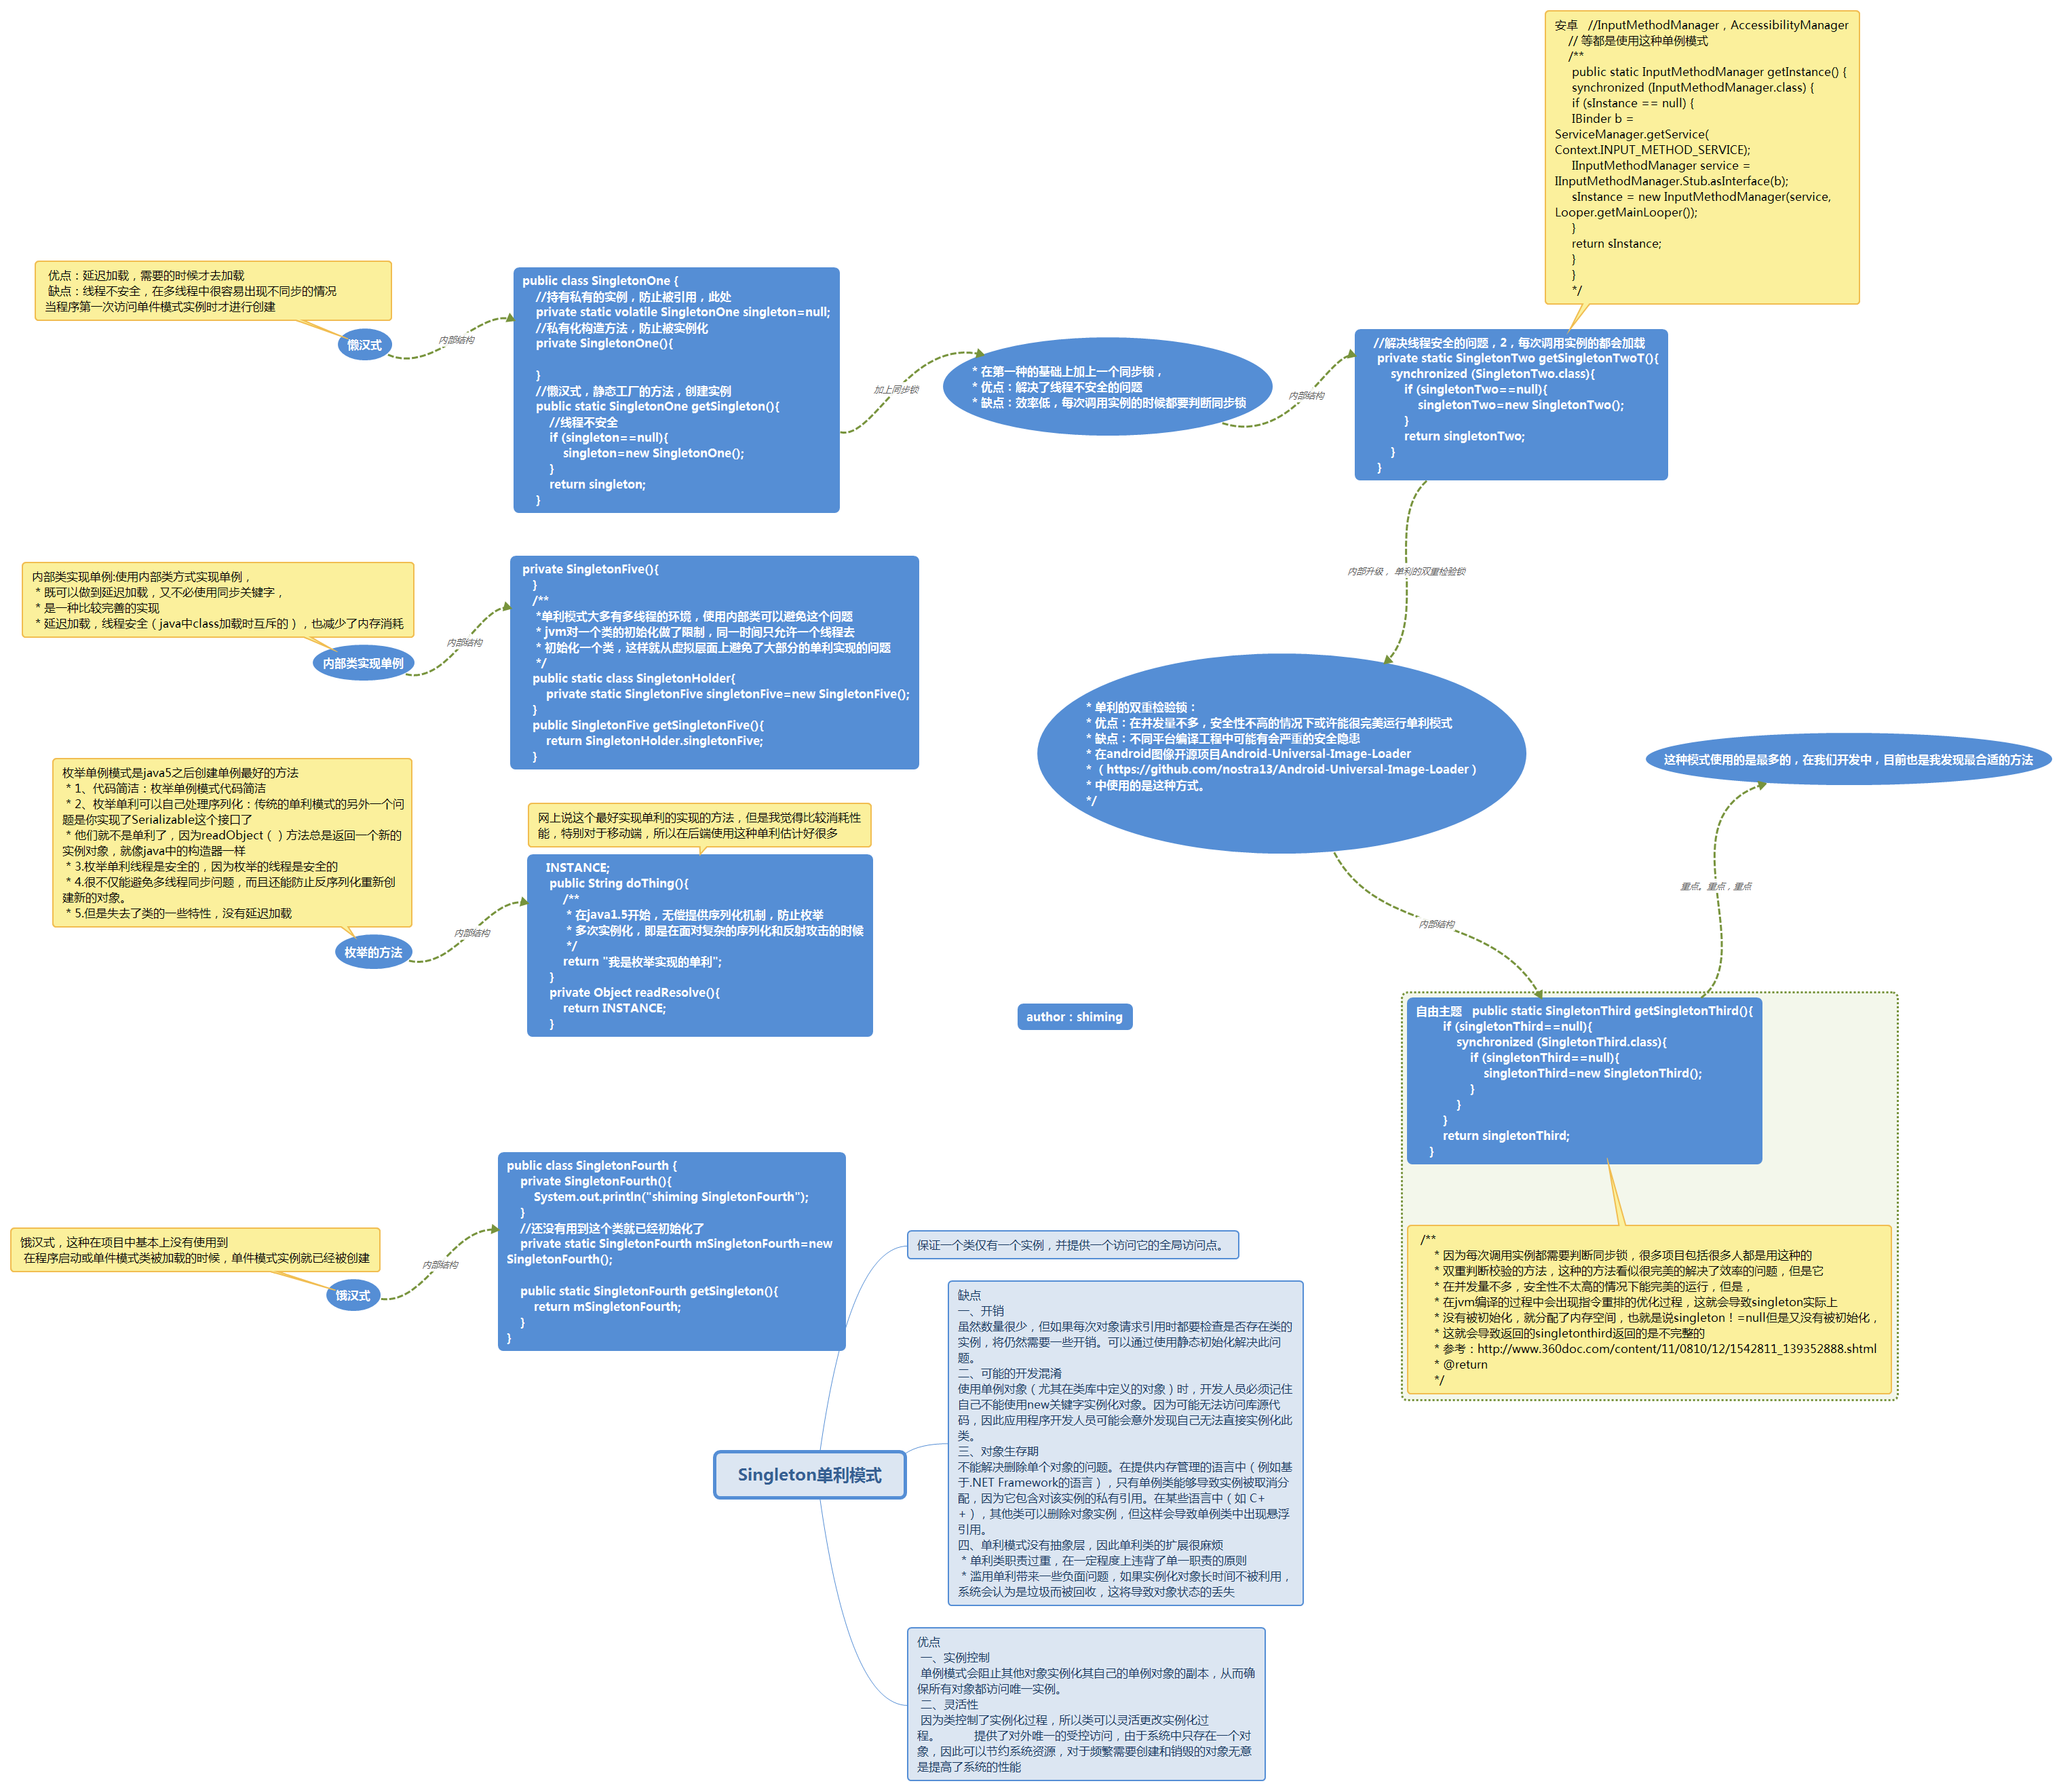 安卓   //InputMethodManager，AccessibilityManager
// 等都是使用这种单例模式
/**
public static InputMethodManager getInstance() {
synchronized (InputMethodManager.class) {
if (sInstance == null) {
IBinder b =
ServiceManager.getService(
Context.INPUT_METHOD_SERVICE);
IInputMethodManager service =
IInputMethodManager.Stub.asInterface(b);
sInstance = new InputMethodManager(service,
Looper.getMainLooper());
}
return sInstance;
}
}
*/
优点：延迟加载，需要的时候才去加载
缺点：线程不安全，在多线程中很容易出现不同步的情况
当程序第一次访问单件模式实例时才进行创建
懒汉式
内部结构
public class SingletonOne {
//持有私有的实例，防止被引用，此处
private static volatile SingletonOne singleton=null;
//私有化构造方法，防止被实例化
private SingletonOne(){
}
//懒汉式，静态工厂的方法，创建实例
public static SingletonOne getSingleton(){
//线程不安全
if (singleton==null){
singleton=new SingletonOne();
}
return singleton;
}
加上同步锁
* 在第一种的基础上加上一个同步锁，
* 优点：解决了线程不安全的问题
* 缺点：效率低，每次调用实例的时候都要判断同步锁
内部结构
//解决线程安全的问题，2，每次调用实例的都会加载
private static SingletonTwo getSingletonTwoT(){
synchronized (SingletonTwo.class){
if (singletonTwo==null){
singletonTwo=new SingletonTwo();
}
return singletonTwo;
}
}
内部升级， 单利的双重检验锁
内部类实现单例:使用内部类方式实现单例，
* 既可以做到延迟加载，又不必使用同步关键字，
* 是一种比较完善的实现
* 延迟加载，线程安全（java中class加载时互斥的），也减少了内存消耗
内部类实现单例
内部结构
private SingletonFive(){
}
/**
*单利模式大多有多线程的环境，使用内部类可以避免这个问题
* jvm对一个类的初始化做了限制，同一时间只允许一个线程去
* 初始化一个类，这样就从虚拟层面上避免了大部分的单利实现的问题
*/
public static class SingletonHolder{
private static SingletonFive singletonFive=new SingletonFive();
}
public SingletonFive getSingletonFive(){
return SingletonHolder.singletonFive;
}
* 单利的双重检验锁：
* 优点：在并发量不多，安全性不高的情况下或许能很完美运行单利模式
* 缺点：不同平台编译工程中可能有会严重的安全隐患
* 在android图像开源项目Android-Universal-Image-Loader
* （https://github.com/nostra13/Android-Universal-Image-Loader）
* 中使用的是这种方式。
*/
这种模式使用的是最多的，在我们开发中，目前也是我发现最合适的方法
重点。重点，重点
内部结构
枚举单例模式是java5之后创建单例最好的方法
* 1、代码简洁：枚举单例模式代码简洁
* 2、枚举单利可以自己处理序列化：传统的单利模式的另外一个问
题是你实现了Serializable这个接口了
* 他们就不是单利了，因为readObject（）方法总是返回一个新的
实例对象，就像java中的构造器一样
* 3.枚举单利线程是安全的，因为枚举的线程是安全的
* 4.很不仅能避免多线程同步问题，而且还能防止反序列化重新创
建新的对象。
* 5.但是失去了类的一些特性，没有延迟加载
枚举的方法
内部结构
网上说这个最好实现单利的实现的方法，但是我觉得比较消耗性
能，特别对于移动端，所以在后端使用这种单利估计好很多
INSTANCE;
public String doThing(){
/**
* 在java1.5开始，无偿提供序列化机制，防止枚举
* 多次实例化，即是在面对复杂的序列化和反射攻击的时候
*/
return "我是枚举实现的单利";
}
private Object readResolve(){
return INSTANCE;
}
author：shiming
自由主题   public static SingletonThird getSingletonThird(){
if (singletonThird==null){
synchronized (SingletonThird.class){
if (singletonThird==null){
singletonThird=new SingletonThird();
}
}
}
return singletonThird;
}
/**
* 因为每次调用实例都需要判断同步锁，很多项目包括很多人都是用这种的
* 双重判断校验的方法，这种的方法看似很完美的解决了效率的问题，但是它
* 在并发量不多，安全性不太高的情况下能完美的运行，但是，
* 在jvm编译的过程中会出现指令重排的优化过程，这就会导致singleton实际上
* 没有被初始化，就分配了内存空间，也就是说singleton！=null但是又没有被初始化，
* 这就会导致返回的singletonthird返回的是不完整的
* 参考：http://www.360doc.com/content/11/0810/12/1542811_139352888.shtml
* @return
*/
饿汉式，这种在项目中基本上没有使用到
在程序启动或单件模式类被加载的时候，单件模式实例就已经被创建
饿汉式
内部结构
public class SingletonFourth {
private SingletonFourth(){
System.out.println("shiming SingletonFourth");
}
//还没有用到这个类就已经初始化了
private static SingletonFourth mSingletonFourth=new
SingletonFourth();
public static SingletonFourth getSingleton(){
return mSingletonFourth;
}
}
Singleton单利模式
保证一个类仅有一个实例，并提供一个访问它的全局访问点。
缺点
一、开销
虽然数量很少，但如果每次对象请求引用时都要检查是否存在类的
实例，将仍然需要一些开销。可以通过使用静态初始化解决此问
题。
二、可能的开发混淆
使用单例对象（尤其在类库中定义的对象）时，开发人员必须记住
自己不能使用new关键字实例化对象。因为可能无法访问库源代
码，因此应用程序开发人员可能会意外发现自己无法直接实例化此
类。
三、对象生存期
不能解决删除单个对象的问题。在提供内存管理的语言中（例如基
于.NET Framework的语言），只有单例类能够导致实例被取消分
配，因为它包含对该实例的私有引用。在某些语言中（如 C+
+），其他类可以删除对象实例，但这样会导致单例类中出现悬浮
引用。
四、单利模式没有抽象层，因此单利类的扩展很麻烦
* 单利类职责过重，在一定程度上违背了单一职责的原则
* 滥用单利带来一些负面问题，如果实例化对象长时间不被利用，
系统会认为是垃圾而被回收，这将导致对象状态的丢失
优点
一、实例控制
单例模式会阻止其他对象实例化其自己的单例对象的副本，从而确
保所有对象都访问唯一实例。
二、灵活性
因为类控制了实例化过程，所以类可以灵活更改实例化过
程。          提供了对外唯一的受控访问，由于系统中只存在一个对
象，因此可以节约系统资源，对于频繁需要创建和销毁的对象无意
是提高了系统的性能